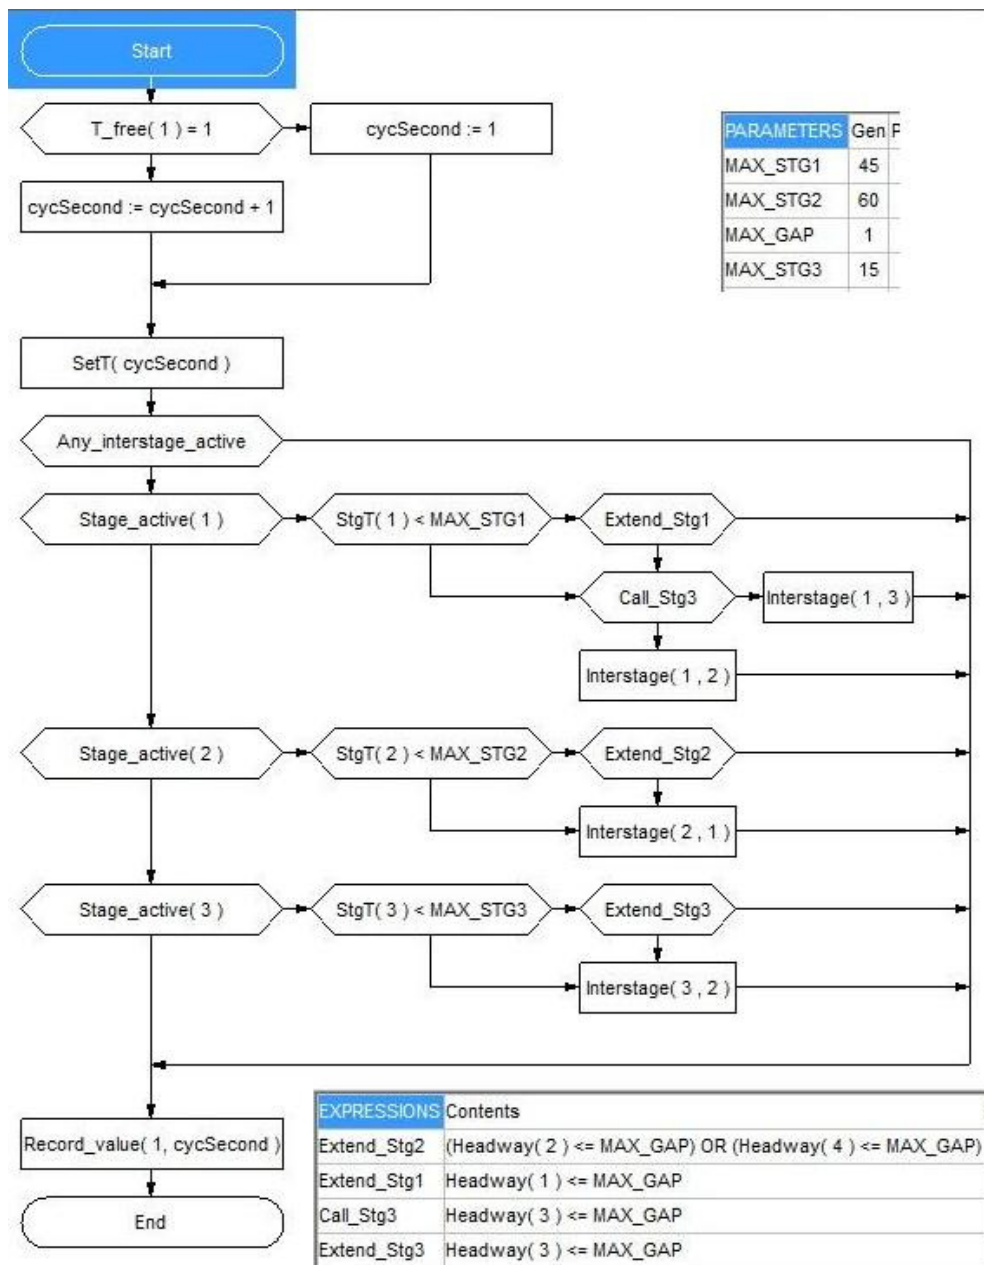 Start
T_free( 1 ) = 1
cycSecond := 1
cycSecond := cycSecond + 1
PARAMETERS Gen P
MAX_STG1 45
MAX_STG2 60
MAX_GAP 1
MAX_STG3 15
SetT( cycSecond )
Any_interstage_active
Stage_active( 1 )
StgT( 1 ) < MAX_STG1
Extend_Stg1
Call_Stg3
Interstage( 1 , 3 )
Interstage( 1 , 2 )
Stage_active( 2 )
StgT( 2 ) < MAX_STG2
Extend_Stg2
Interstage( 2 , 1 )
Stage_active( 3 )
StgT( 3 ) < MAX_STG3
Extend_Stg3
Interstage( 3 , 2 )
Record_value( 1, cycSecond )
End
EXPRESSIONS Contents
Extend_Stg2 (Headway( 2 ) <= MAX_GAP) OR (Headway( 4 ) <= MAX_GAP)
Extend_Stg1 Headway( 1 ) <= MAX_GAP
Call_Stg3 Headway( 3 ) <= MAX_GAP
Extend_Stg3 Headway( 3 ) <= MAX_GAP